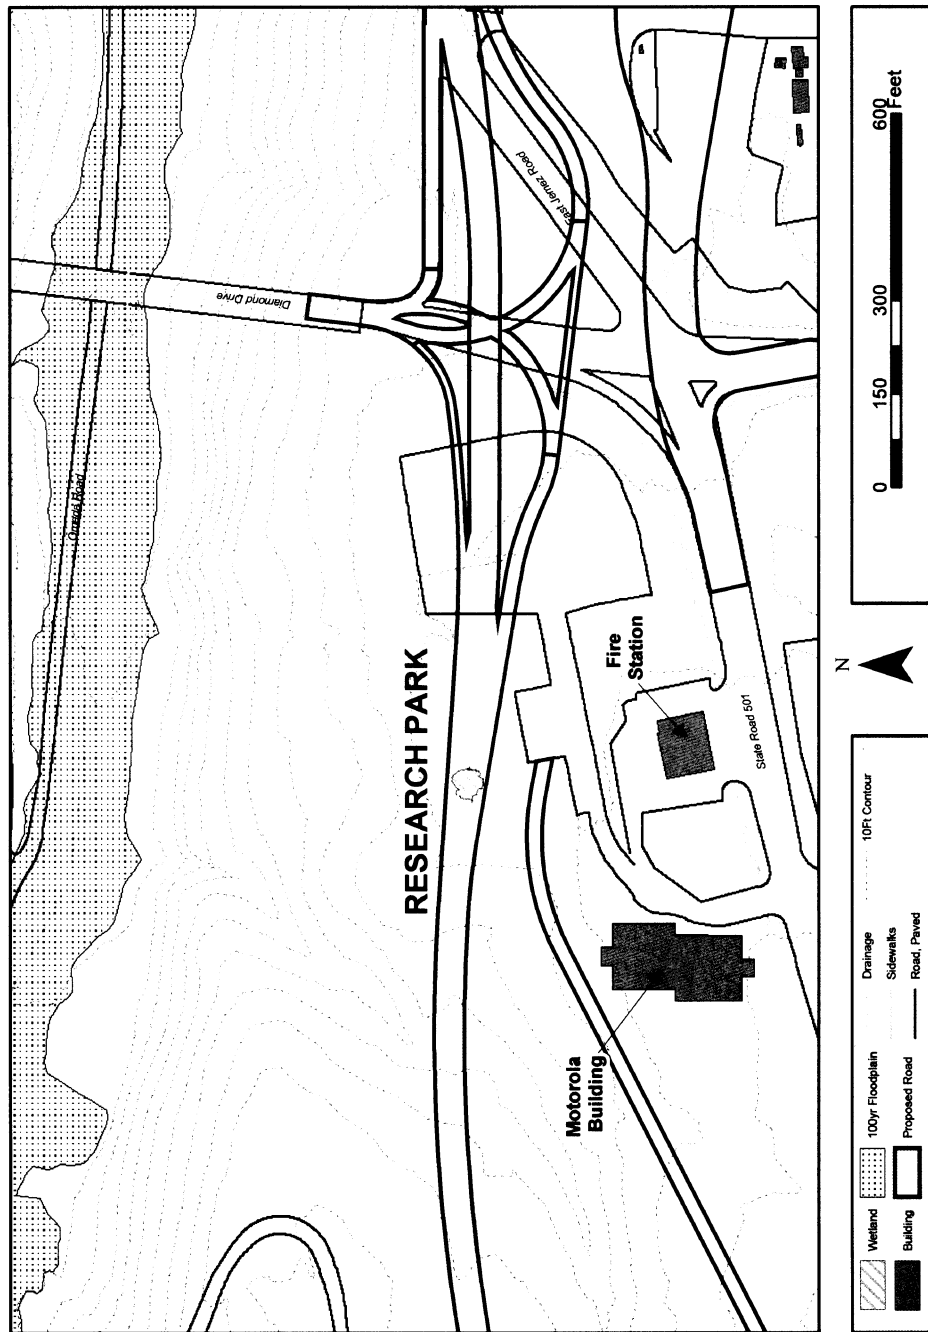 Omega Road
Diamond Drive
East Jemez Road
RESEARCH PARK
Fire
Station
State Road 501
Motorola
Building
Wetland
100yr Floodplain
Drainage
10Ft Contour
Building
Proposed Road
Sidewalks
Road, Paved
N
0 150 300 600
Feet